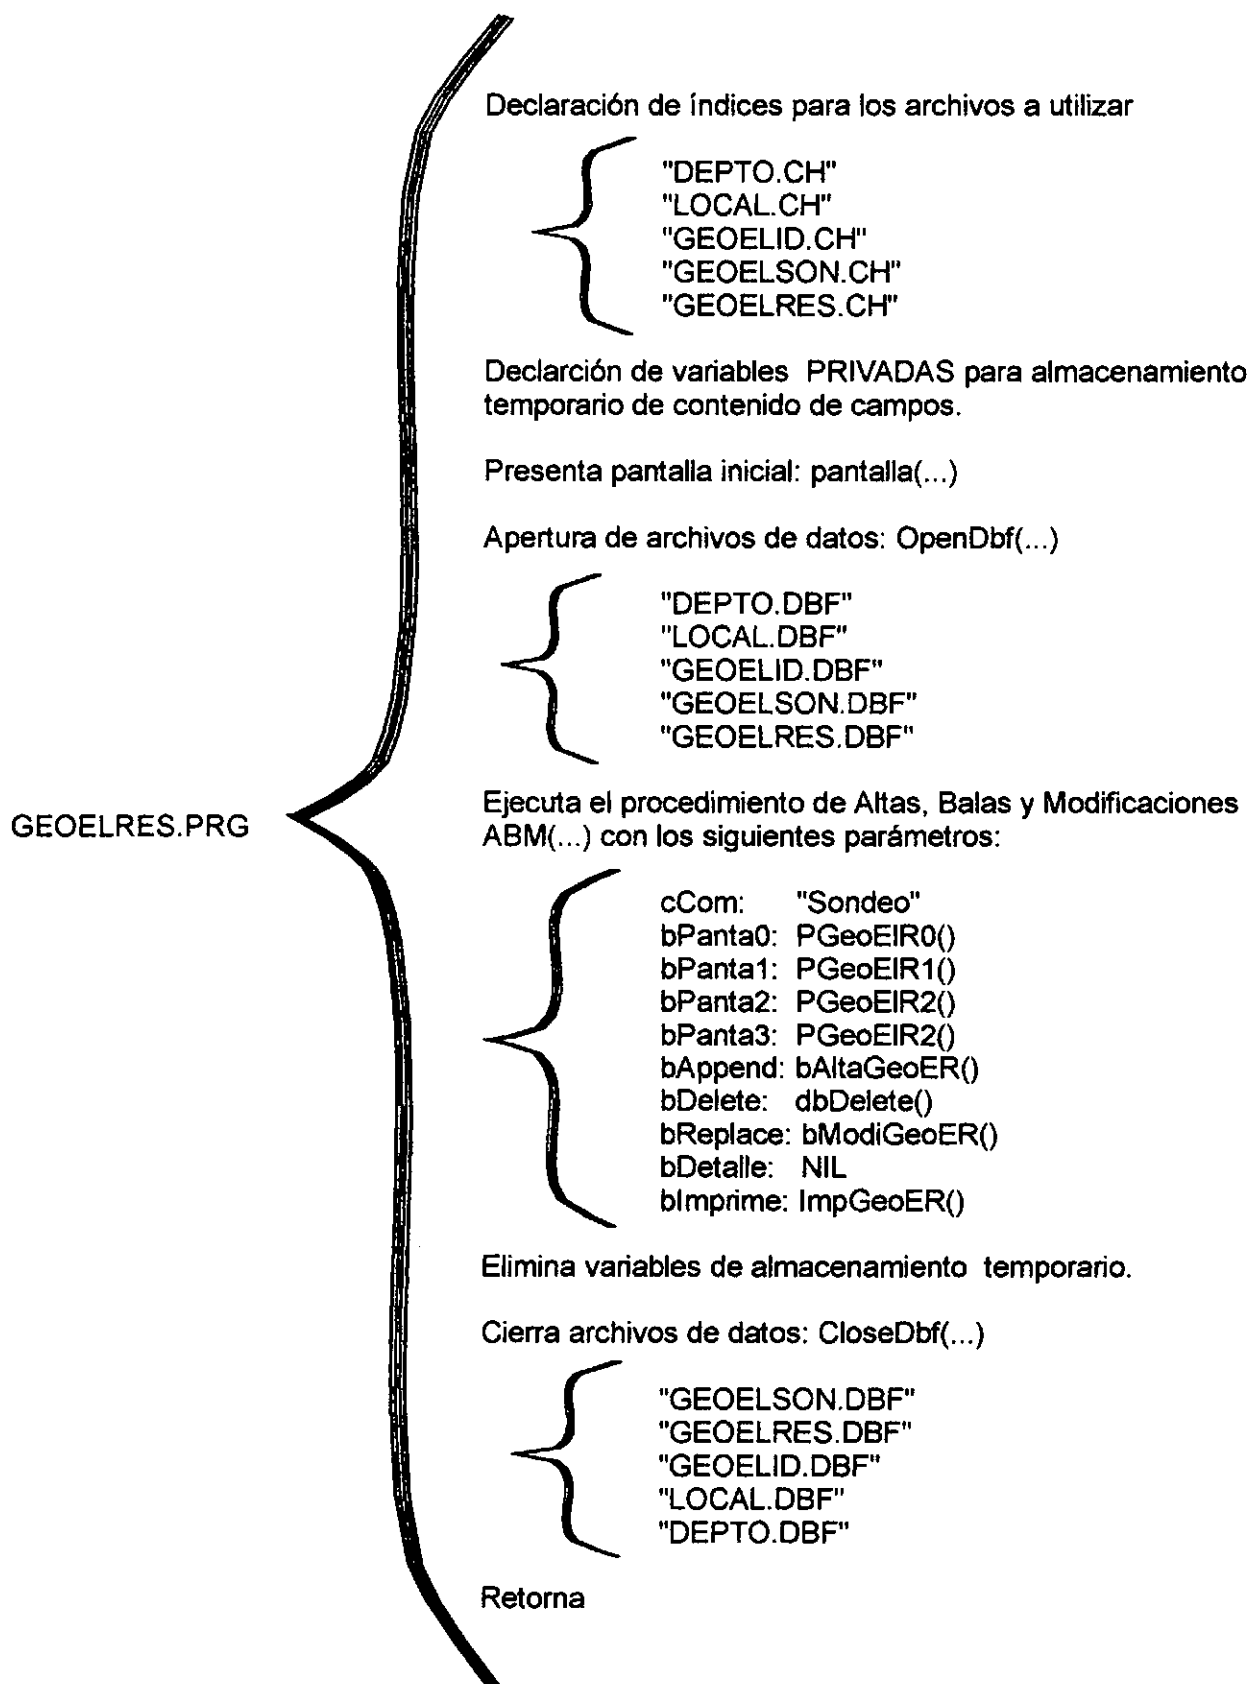 Declaración de índices para los archivos a utilizar
"DEPTO.CH"
"LOCAL.CH"
"GEOELID.CH"
"GEOELSON.CH"
"GEOELRES.CH"
Declarción de variables PRIVADAS para almacenamiento
temporario de contenido de campos.
Presenta pantalla inicial: pantalla(...)
Apertura de archivos de datos: OpenDbf(...)
"DEPTO.DBF"
"LOCAL.DBF"
"GEOELID.DBF"
"GEOELSON.DBF"
"GEOELRES.DBF"
GEOELRES.PRG
Ejecuta el procedimiento de Altas, Balas y Modificaciones
ABM(...) con los siguientes parámetros:
cCom: "Sondeo"
bPanta0: PGeoElR0()
bPanta1: PGeoElR1()
bPanta2: PGeoElR2()
bPanta3: PGeoElR2()
bAppend: bAltaGeoER()
bDelete: dbDelete()
bReplace: bModiGeoER()
bDetalle: NIL
bImprime: ImpGeoER()
Elimina variables de almacenamiento temporario.
Cierra archivos de datos: CloseDbf(...)
"GEOELSON.DBF"
"GEOELRES.DBF"
"GEOELID.DBF"
"LOCAL.DBF"
"DEPTO.DBF"
Retorna